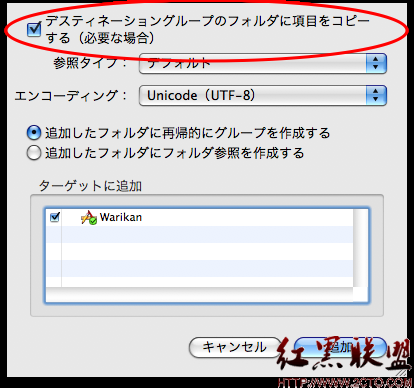 デスティネーショングループのフォルダに項目をコピー
する（必要な場合）
参照タイプ： デフォルト
エンコーディング： Unicode（UTF-8）
追加したフォルダに再帰的にグループを作成する
追加したフォルダにフォルダ参照を作成する
ターゲットに追加
Warikan
キャンセル 追加
红黑联盟
HTTP://WWW.2CTO.COM